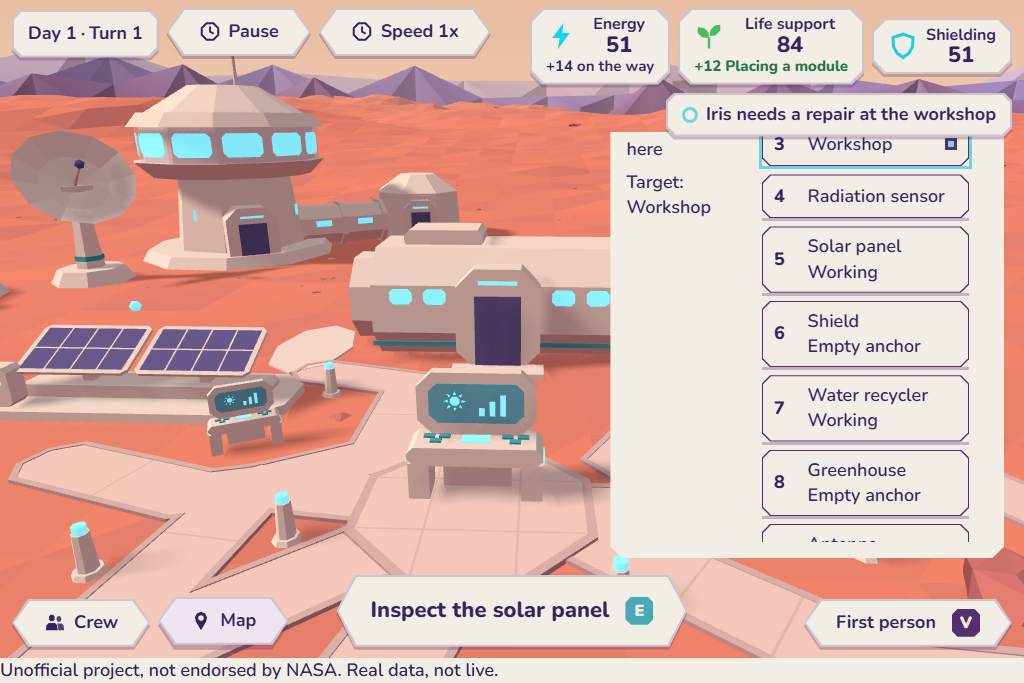 Day 1 · Turn 1
Pause
Speed 1x
Energy
51
+14 on the way
Life support
84
+12 Placing a module
Shielding
51
Iris needs a repair at the workshop
here
Target:
Workshop
3 Workshop
4 Radiation sensor
5 Solar panel
Working
6 Shield
Empty anchor
7 Water recycler
Working
8 Greenhouse
Empty anchor
Inspect the solar panel E
Crew
Map
First person V
Unofficial project, not endorsed by NASA. Real data, not live.